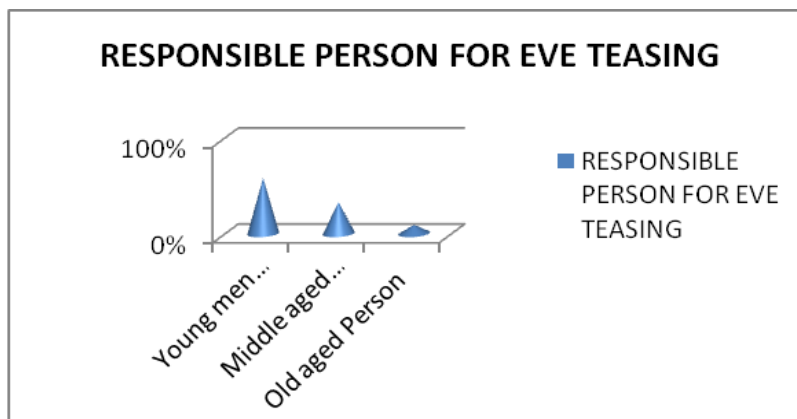 RESPONSIBLE PERSON FOR EVE TEASING
100%
0%
Young men...
Middle aged...
Old aged Person
RESPONSIBLE
PERSON FOR EVE
TEASING